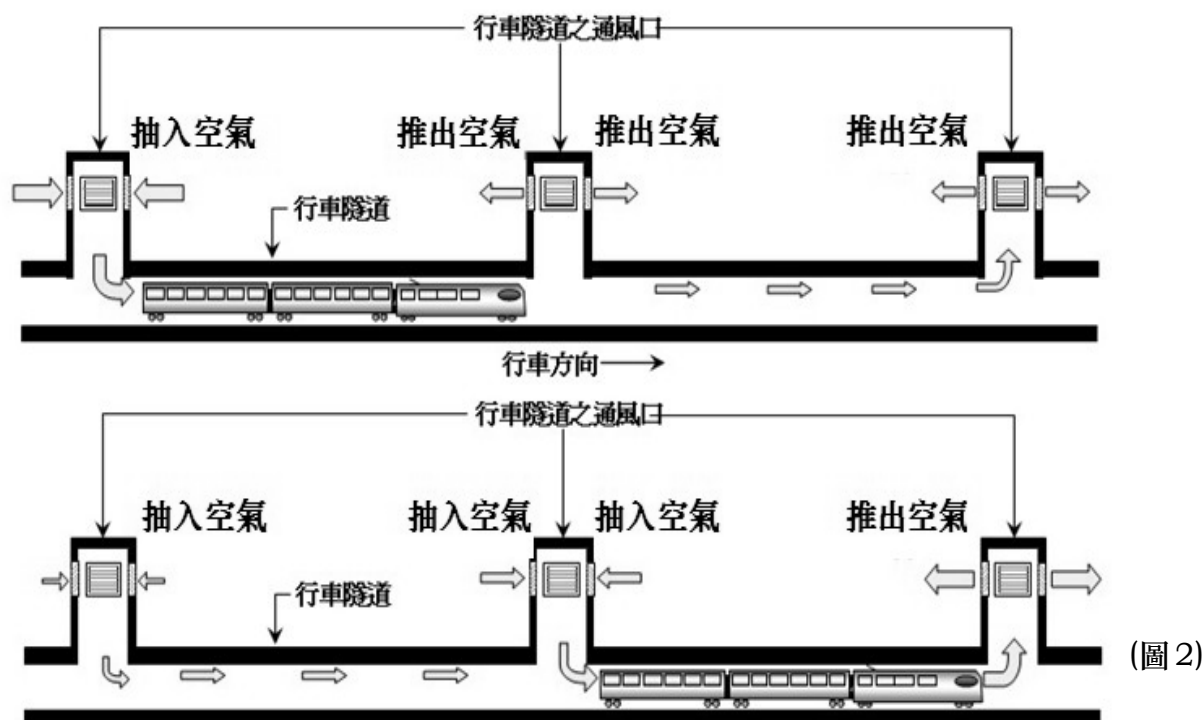 行車隧道之通風口
抽入空氣 推出空氣 推出空氣 推出空氣
行車隧道
行車方向
行車隧道之通風口
抽入空氣 抽入空氣 抽入空氣 推出空氣
行車隧道
(圖 2)